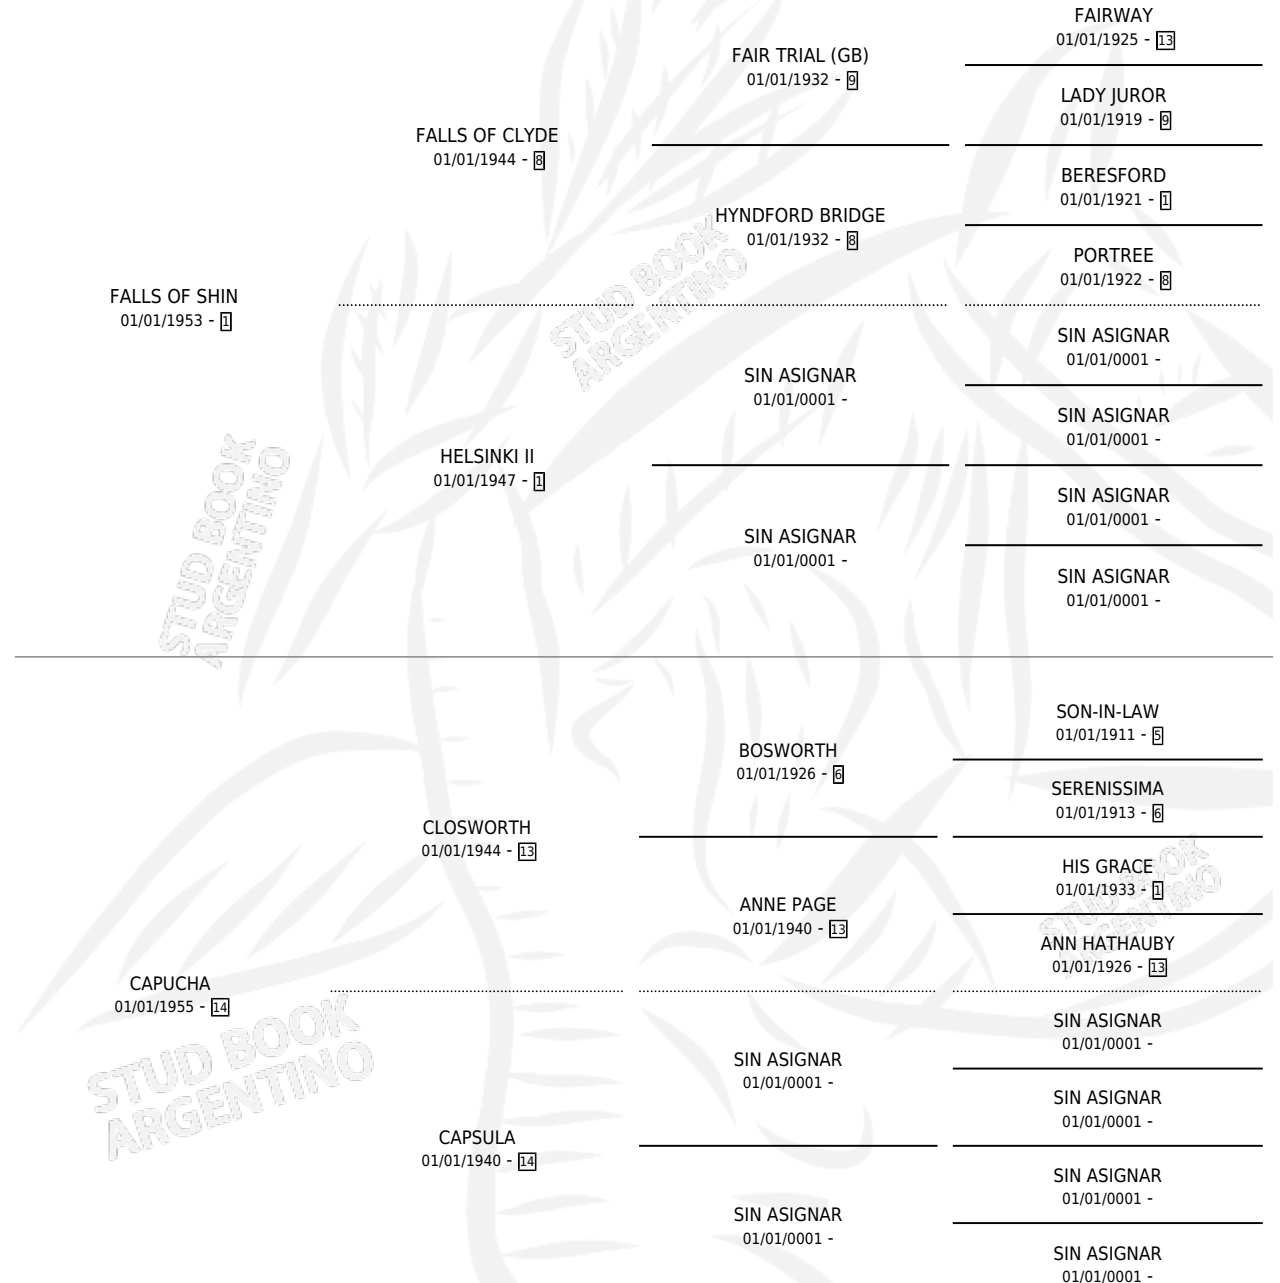 FAIRWAY
01/01/1925 - 13
FAIR TRIAL (GB)
01/01/1932 - 9
LADY JUROR
01/01/1919 - 9
FALLS OF CLYDE
01/01/1944 - 8
BERESFORD
01/01/1921 - 1
HYNDFORD BRIDGE
01/01/1932 - 8
PORTREE
01/01/1922 - 8
FALLS OF SHIN
01/01/1953 - 1
STUD BOOK
ARGENTINO
SIN ASIGNAR
01/01/0001 -
SIN ASIGNAR
01/01/0001 -
SIN ASIGNAR
01/01/0001 -
HELSINKI II
01/01/1947 - 1
SIN ASIGNAR
01/01/0001 -
SIN ASIGNAR
01/01/0001 -
SIN ASIGNAR
01/01/0001 -
STUD BOOK
ARGENTINO
SON-IN-LAW
01/01/1911 - 5
BOSWORTH
01/01/1926 - 6
SERENISSIMA
01/01/1913 - 6
CLOSWORTH
01/01/1944 - 13
HIS GRACE
01/01/1933 - 1
ANNE PAGE
01/01/1940 - 13
ANN HATHAUBY
01/01/1926 - 13
STUD BOOK
ARGENTINO
CAPUCHA
01/01/1955 - 14
SIN ASIGNAR
01/01/0001 -
SIN ASIGNAR
01/01/0001 -
SIN ASIGNAR
01/01/0001 -
STUD BOOK
ARGENTINO
CAPSULA
01/01/1940 - 14
SIN ASIGNAR
01/01/0001 -
SIN ASIGNAR
01/01/0001 -
SIN ASIGNAR
01/01/0001 -